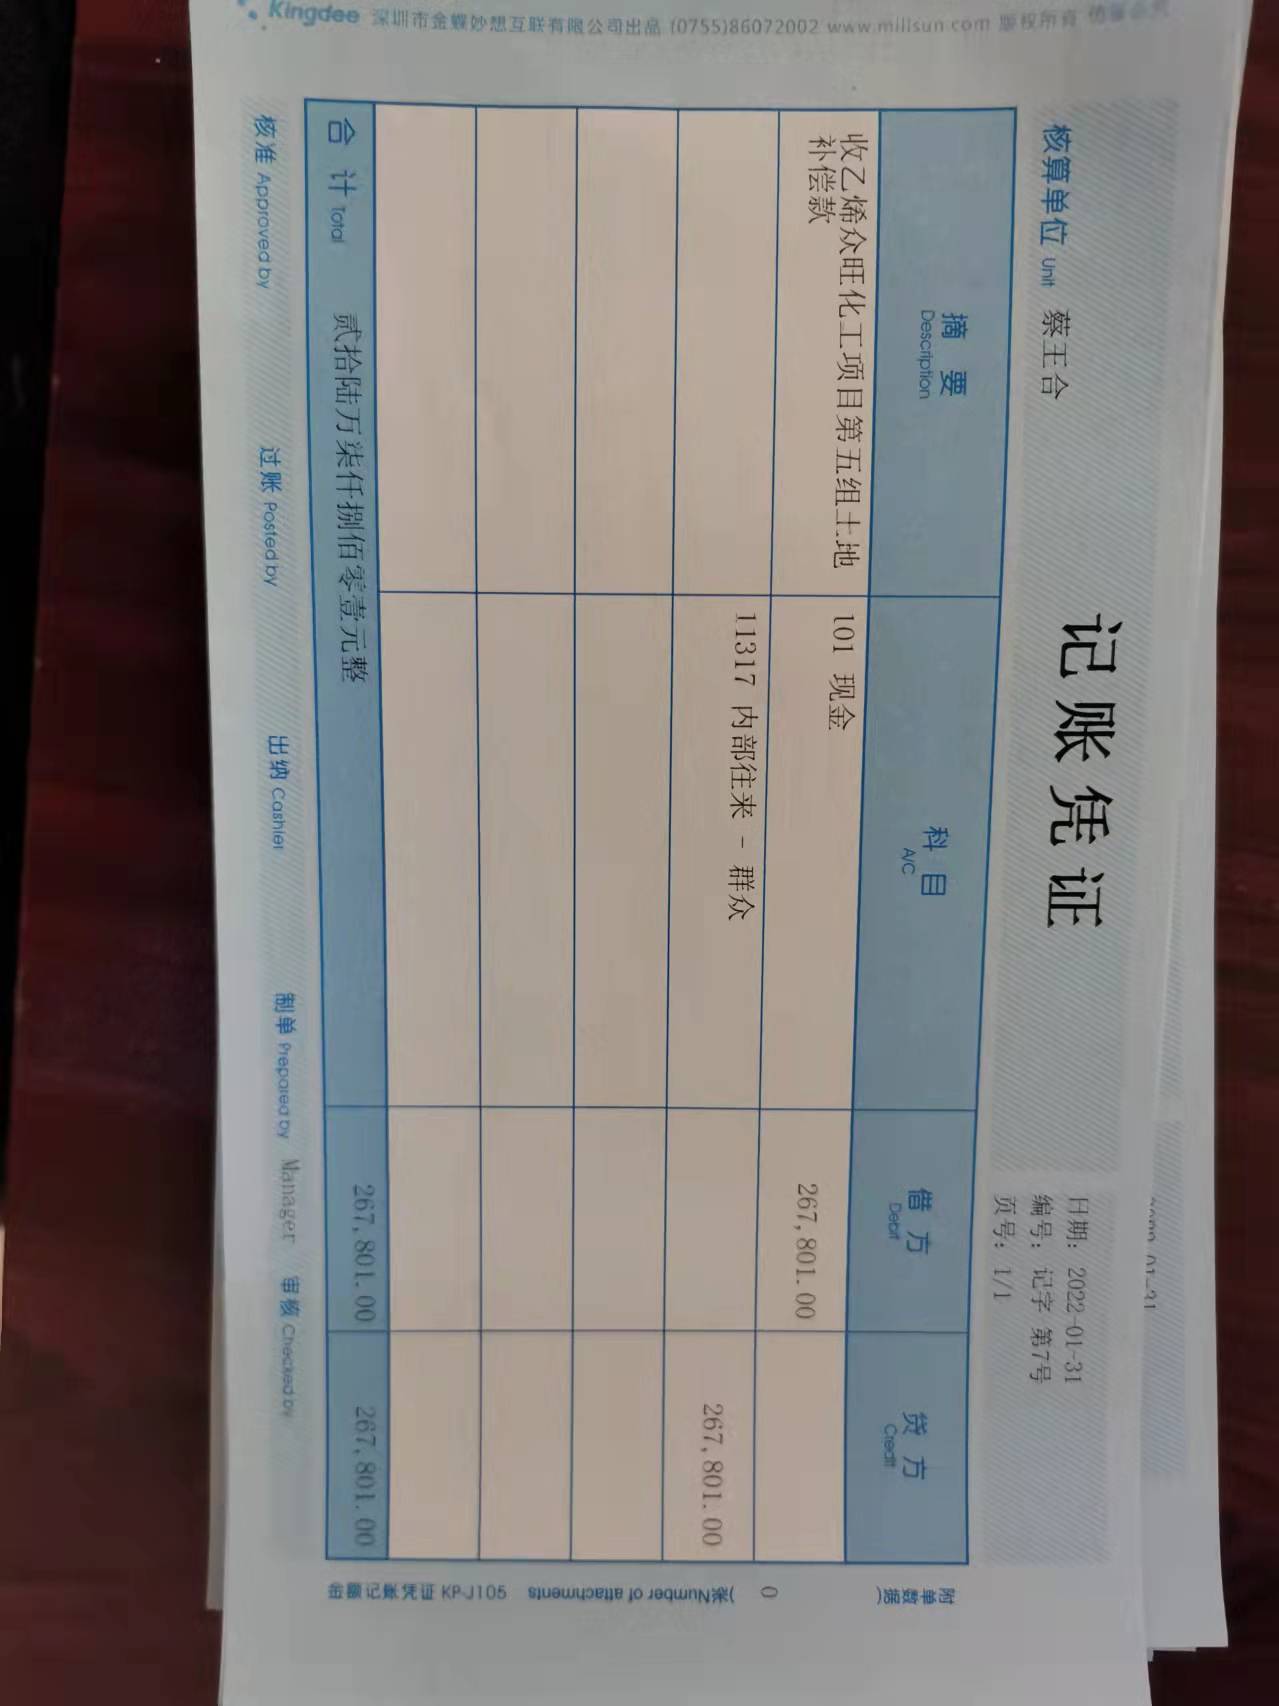 记账凭证
核算单位 Unit 蔡王合
日期：2022-01-31
编号：记字 第7号
页号：1/1
摘要 Description 科目 A/C 借方 Debit 贷方 Credit
收乙烯众旺化工项目第五组土地 101 现金 267,801.00
补偿款
11317 内部往来 - 群众 267,801.00
合计 Total 贰拾陆万柒仟捌佰零壹元整 267,801.00 267,801.00
核准 Approved by 过账 Posted by 出纳 Cashier 制单 Prepared by Manager 审核 Checked by
附单数据( 0 )张Number of attachments
金额记账凭证 KP-J105
Kingdee 深圳市金蝶妙想互联有限公司出品 (0755)86072002 www.millsun.com 版权所有